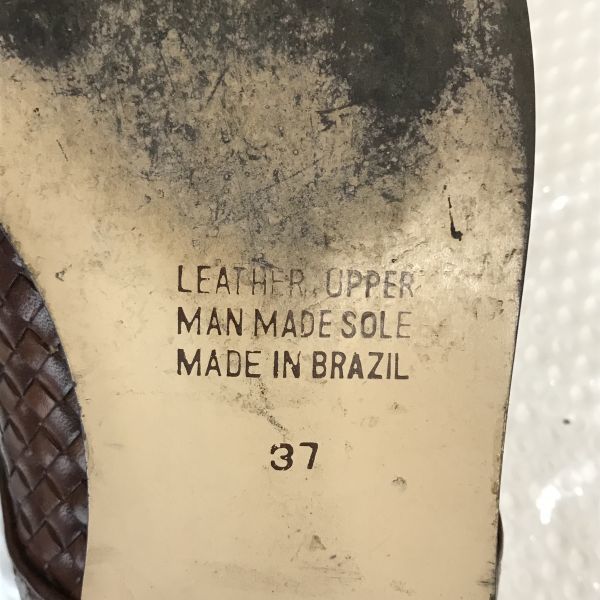 LEATHER UPPER
MAN MADE SOLE
MADE IN BRAZIL
37